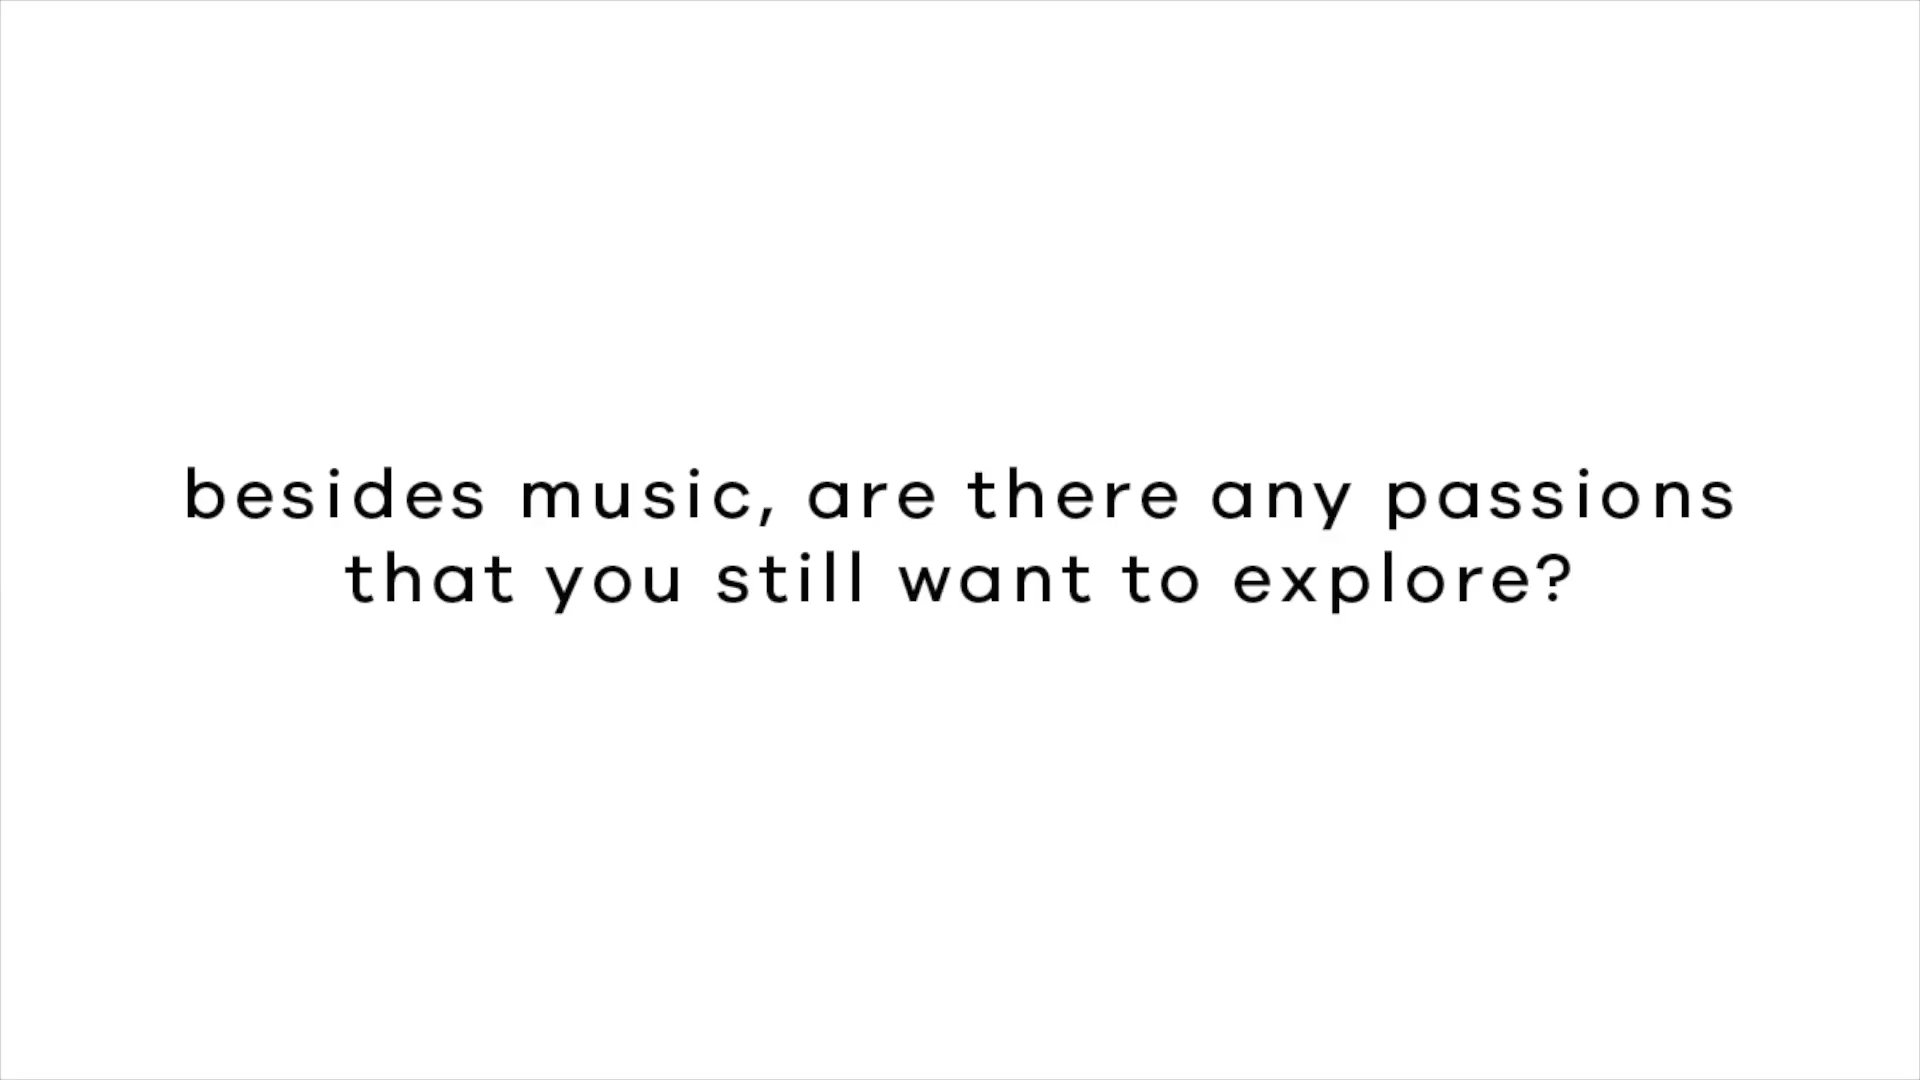 besides music, are there any passions
that you still want to explore?